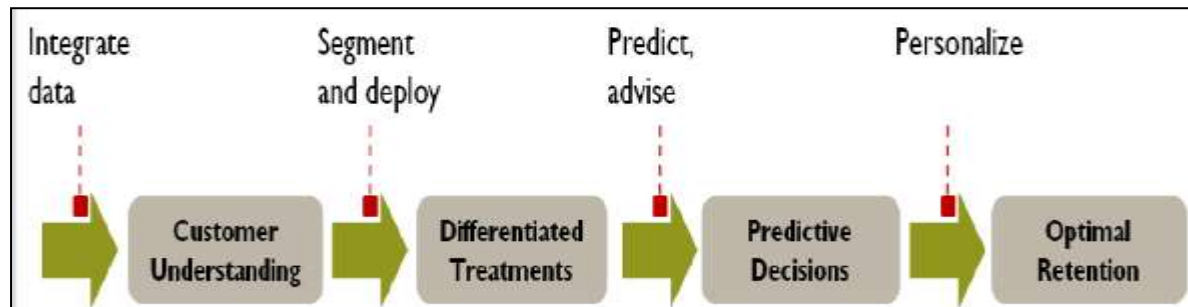 Integrate
data
Segment
and deploy
Predict,
advise
Personalize
Customer
Understanding
Differentiated
Treatments
Predictive
Decisions
Optimal
Retention